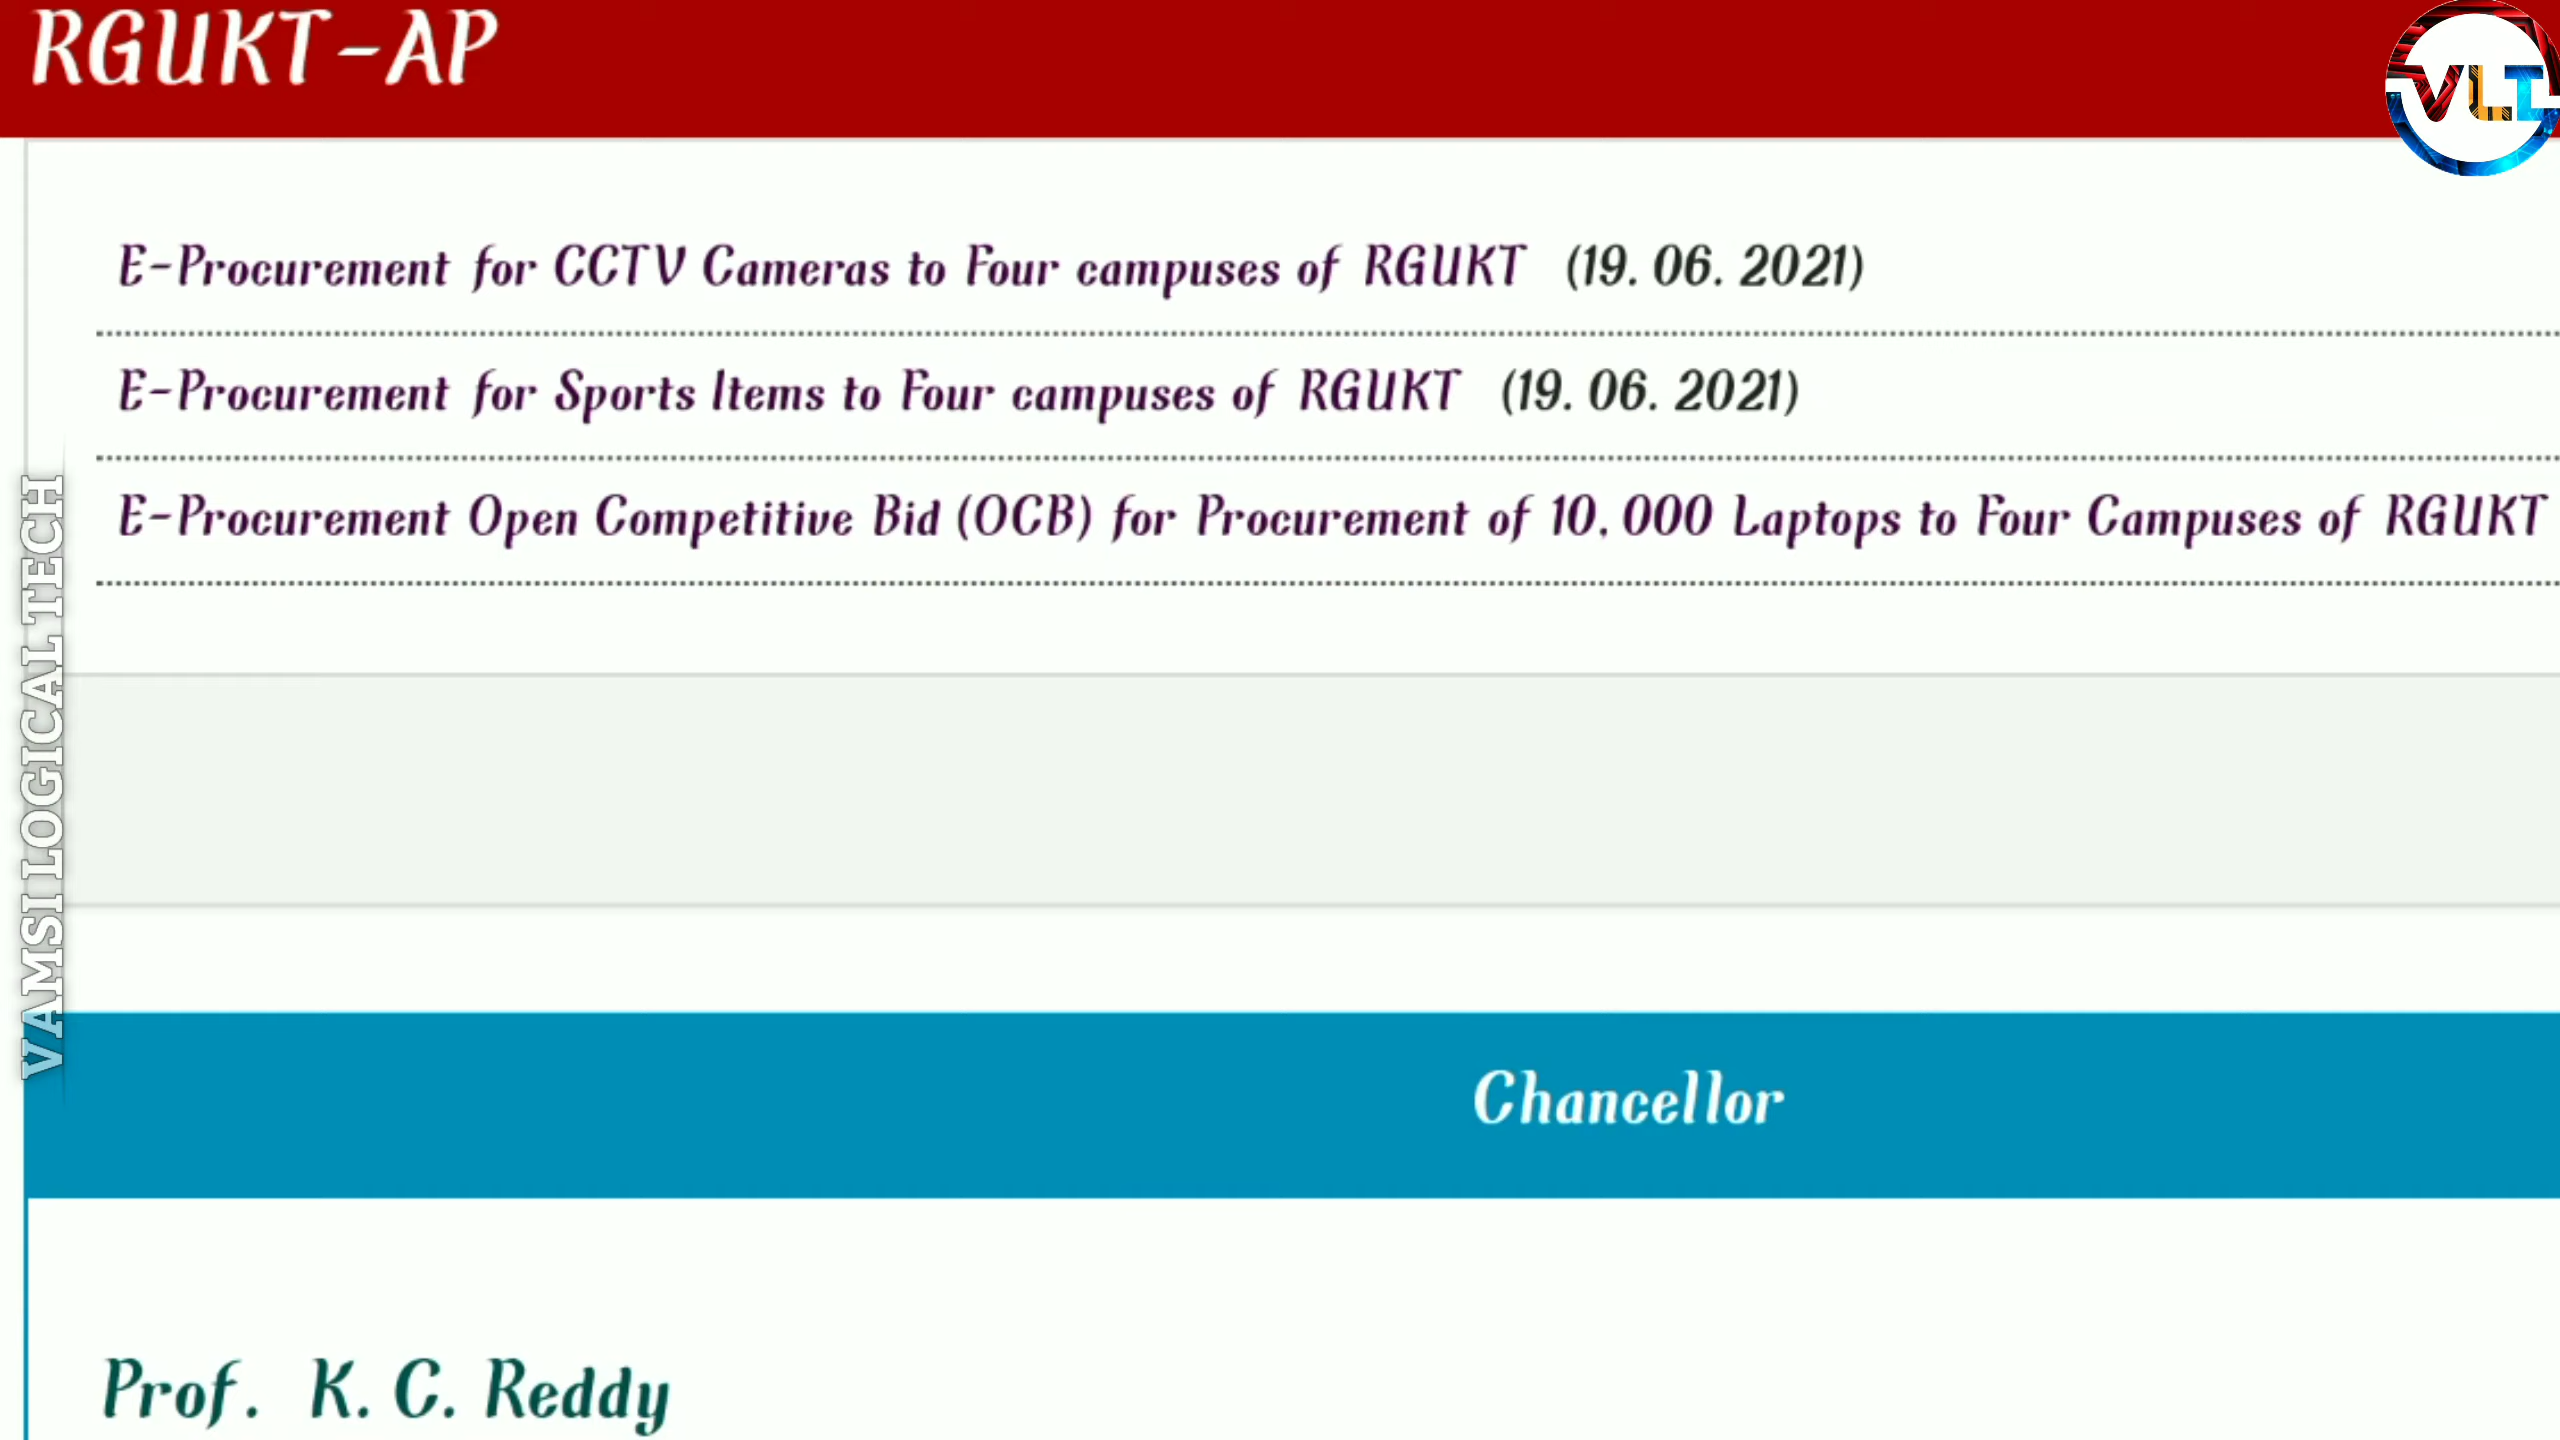 RGUKT-AP
VLT
E-Procurement for CCTV Cameras to Four campuses of RGUKT (19. 06. 2021)
E-Procurement for Sports Items to Four campuses of RGUKT (19. 06. 2021)
E-Procurement Open Competitive Bid (OCB) for Procurement of 10,000 Laptops to Four Campuses of RGUKT
VAMSI LOGICAL TECH
Chancellor
Prof. K. C. Reddy